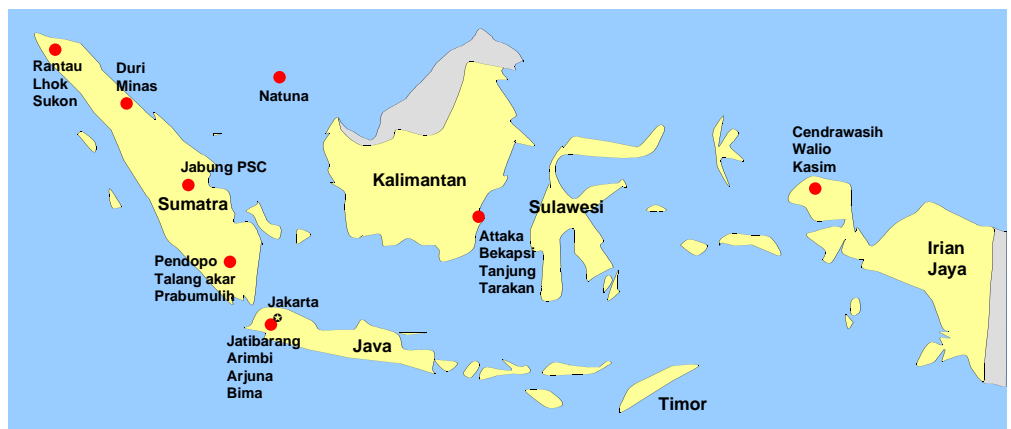 Rantau
Lhok
Sukon
Duri
Minas
Natuna
Jabung PSC
Sumatra
Pendopo
Talang akar
Prabumulih
Jakarta
Jatibarang
Arimbi
Arjuna
Bima
Java
Kalimantan
Attaka
Bekapsi
Tanjung
Tarakan
Sulawesi
Timor
Cendrawasih
Walio
Kasim
Irian
Jaya